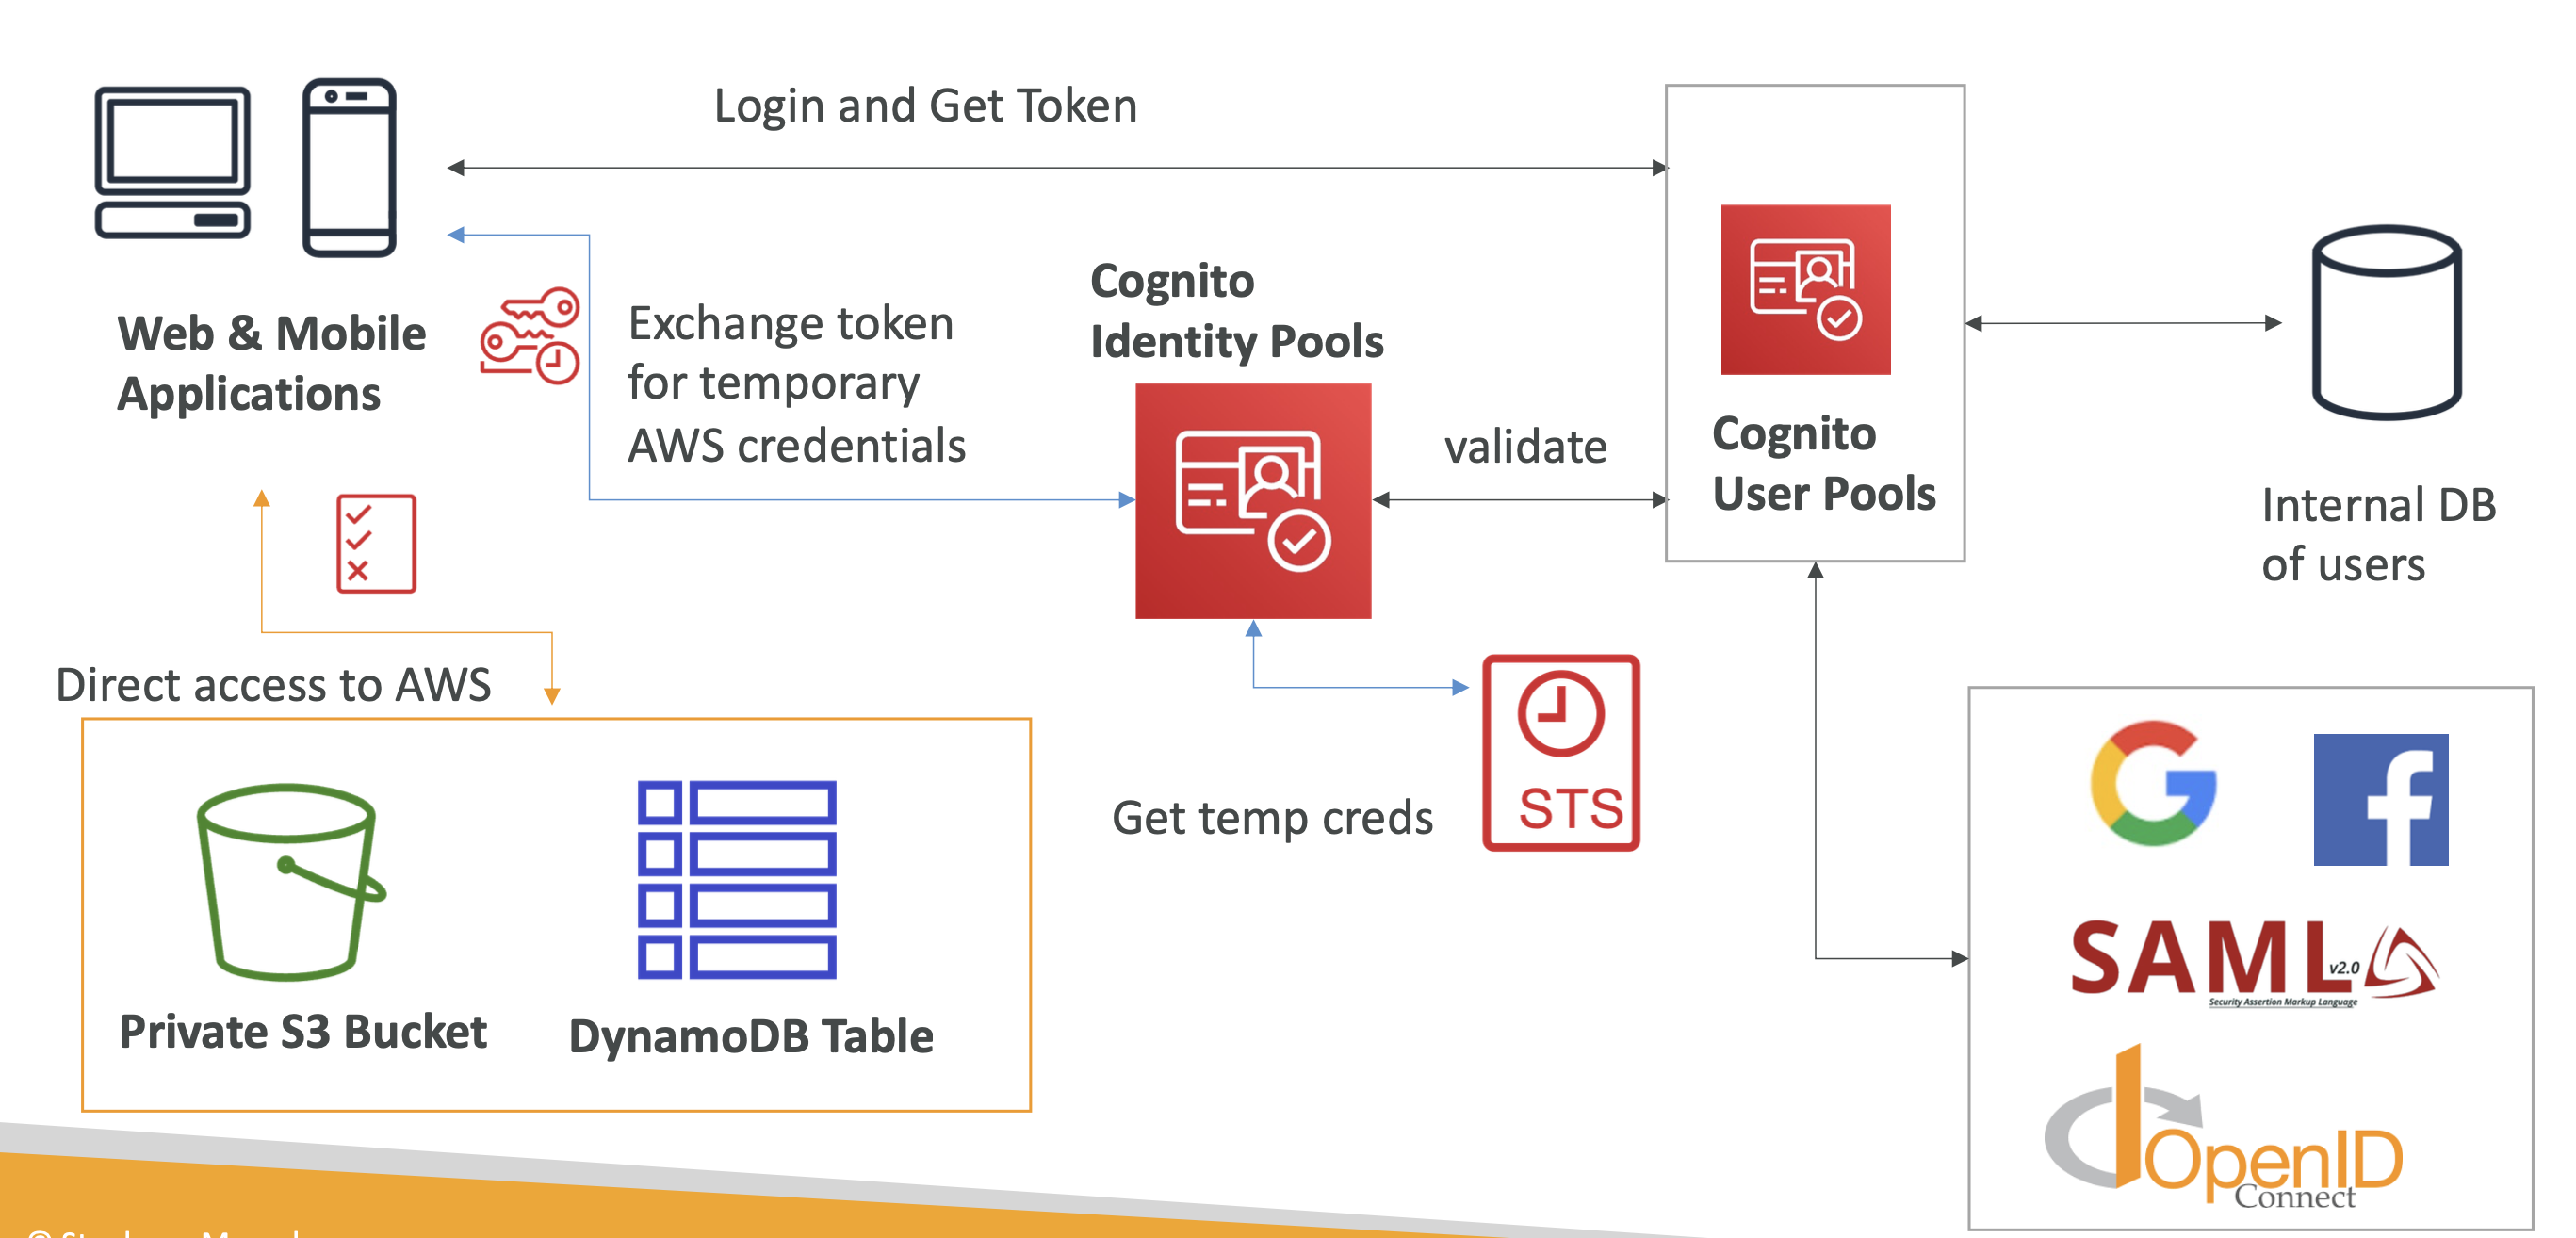 Login and Get Token
Web & Mobile
Applications
Exchange token
for temporary
AWS credentials
Cognito
Identity Pools
validate
Cognito
User Pools
Internal DB
of users
Direct access to AWS
Private S3 Bucket
DynamoDB Table
Get temp creds
STS
SAML
v2.0
Security Assertion Markup Language
OpenID
Connect
©